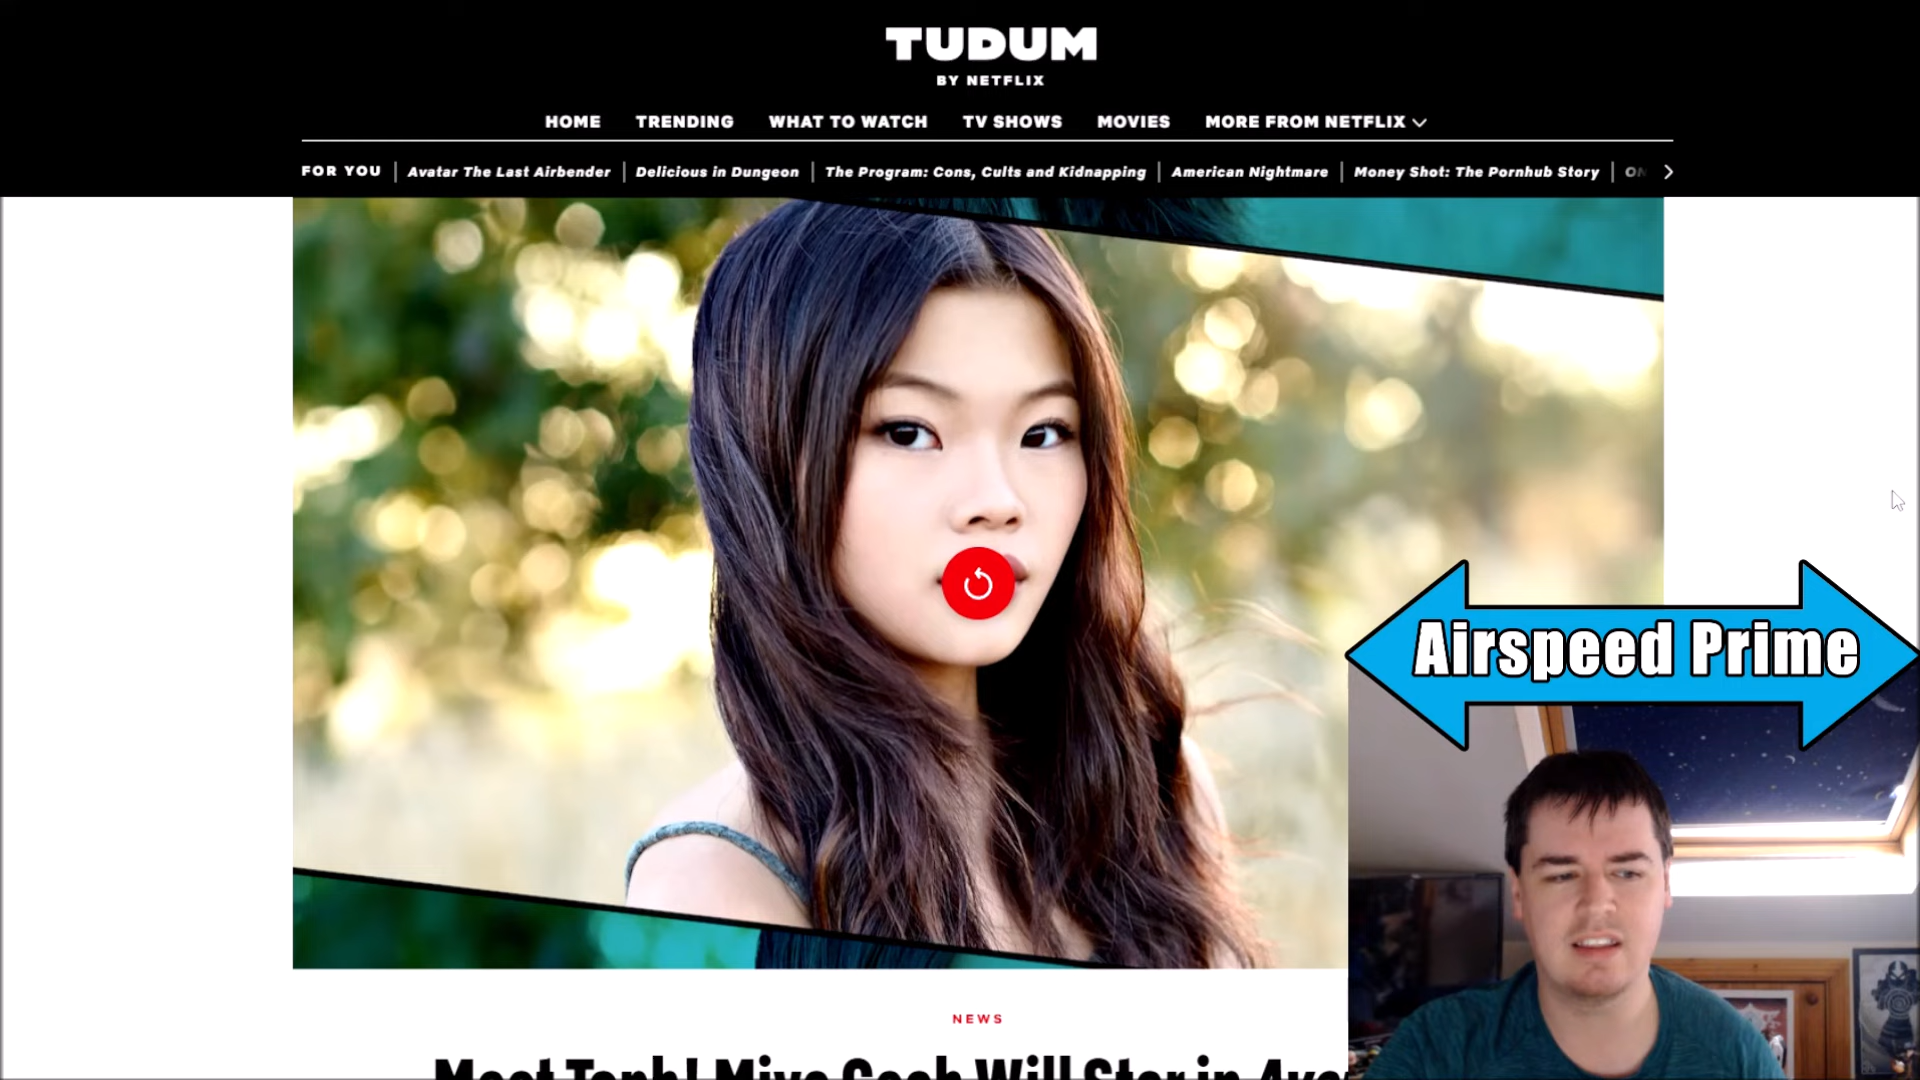 TUDUM
BY NETFLIX
HOME TRENDING WHAT TO WATCH TV SHOWS MOVIES MORE FROM NETFLIX
FOR YOU Avatar The Last Airbender Delicious in Dungeon The Program: Cons, Cults and Kidnapping American Nightmare Money Shot: The Pornhub Story
Airspeed Prime
NEWS
Meet Toph! Miya Cech Will Star in